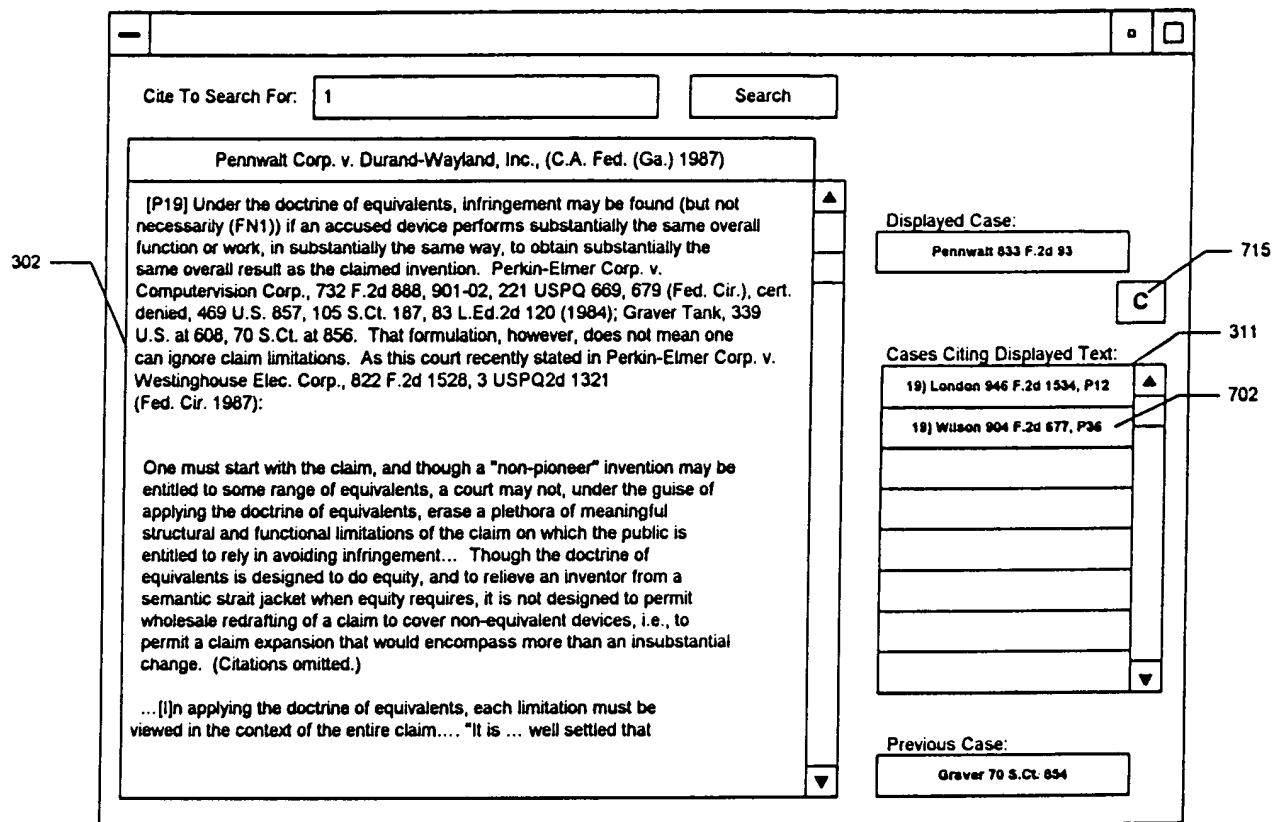 Cite To Search For:
1
Search
Pennwalt Corp. v. Durand-Wayland, Inc., (C.A. Fed. (Ga.) 1987)
[P19] Under the doctrine of equivalents, infringement may be found (but not
necessarily (FN1)) if an accused device performs substantially the same overall
function or work, in substantially the same way, to obtain substantially the
same overall result as the claimed invention. Perkin-Elmer Corp. v.
Computervision Corp., 732 F.2d 888, 901-02, 221 USPQ 669, 679 (Fed. Cir.), cert.
denied, 469 U.S. 857, 105 S.Ct. 187, 83 L.Ed.2d 120 (1984); Graver Tank, 339
U.S. at 608, 70 S.Ct. at 856. That formulation, however, does not mean one
can ignore claim limitations. As this court recently stated in Perkin-Elmer Corp. v.
Westinghouse Elec. Corp., 822 F.2d 1528, 3 USPQ2d 1321
(Fed. Cir. 1987):
One must start with the claim, and though a "non-pioneer" invention may be
entitled to some range of equivalents, a court may not, under the guise of
applying the doctrine of equivalents, erase a plethora of meaningful
structural and functional limitations of the claim on which the public is
entitled to rely in avoiding infringement... Though the doctrine of
equivalents is designed to do equity, and to relieve an inventor from a
semantic strait jacket when equity requires, it is not designed to permit
wholesale redrafting of a claim to cover non-equivalent devices, i.e., to
permit a claim expansion that would encompass more than an insubstantial
change. (Citations omitted.)
...[I]n applying the doctrine of equivalents, each limitation must be
viewed in the context of the entire claim.... "It is ... well settled that
302
Displayed Case:
Pennwalt 833 F.2d 93
715
C
311
Cases Citing Displayed Text:
19) London 946 F.2d 1534, P12
702
19) Wilson 904 F.2d 677, P36
Previous Case:
Graver 70 S.Ct. 854